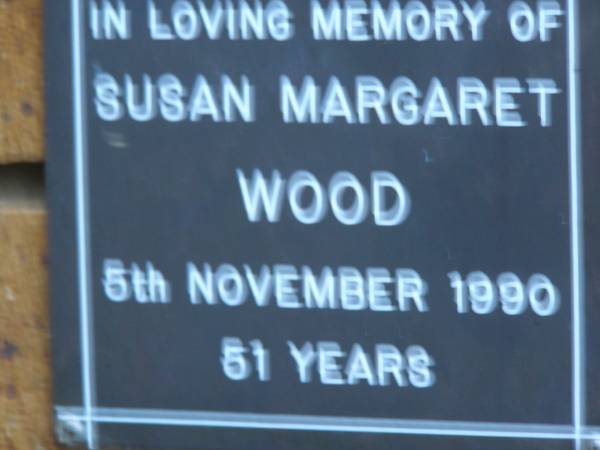 IN LOVING MEMORY OF
SUSAN MARGARET
WOOD
5th NOVEMBER 1990
51 YEARS